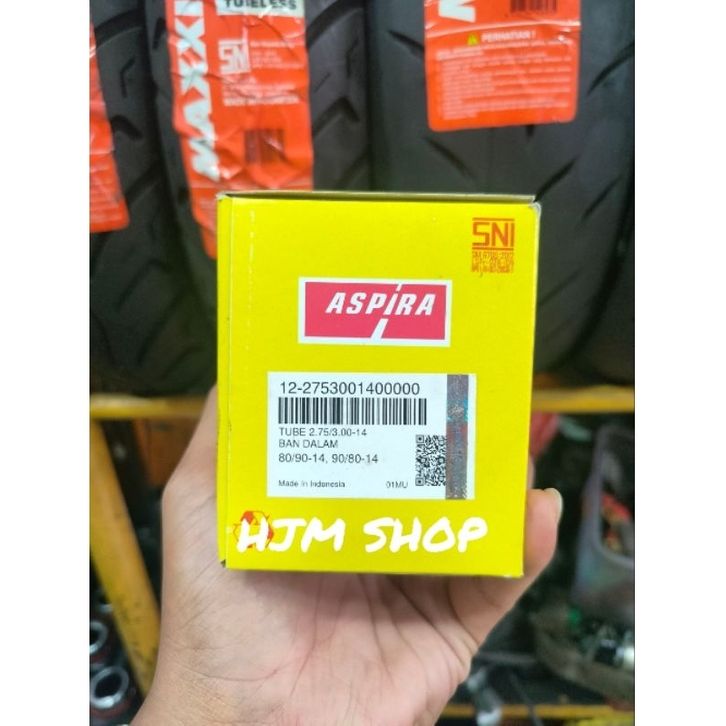 TUBELESS
MAXXI
SNI
PERHATIAN !
SNI
ASPIRA
12-2753001400000
TUBE 2.75/3.00-14
BAN DALAM
80/90-14, 90/80-14
Made in Indonesia 01MU
HJM SHOP